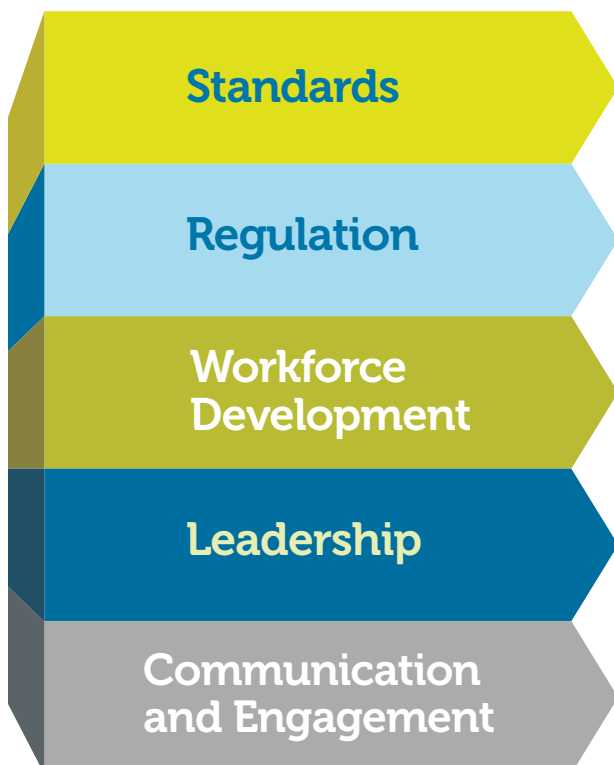 Standards
Regulation
Workforce
Development
Leadership
Communication
and Engagement